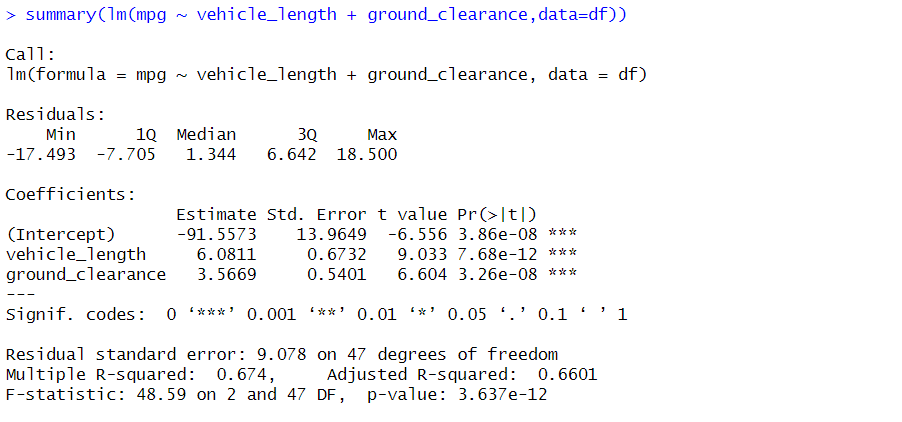 > summary(lm(mpg ~ vehicle_length + ground_clearance,data=df))
Call:
lm(formula = mpg ~ vehicle_length + ground_clearance, data = df)
Residuals:
    Min      1Q  Median      3Q     Max
-17.493  -7.705   1.344   6.642  18.500
Coefficients:
                 Estimate Std. Error t value Pr(>|t|)
(Intercept)      -91.5573    13.9649  -6.556 3.86e-08 ***
vehicle_length     6.0811     0.6732   9.033 7.68e-12 ***
ground_clearance   3.5669     0.5401   6.604 3.26e-08 ***
---
Signif. codes:  0 ‘***’ 0.001 ‘**’ 0.01 ‘*’ 0.05 ‘.’ 0.1 ‘ ’ 1
Residual standard error: 9.078 on 47 degrees of freedom
Multiple R-squared:  0.674,	Adjusted R-squared:  0.6601
F-statistic: 48.59 on 2 and 47 DF,  p-value: 3.637e-12